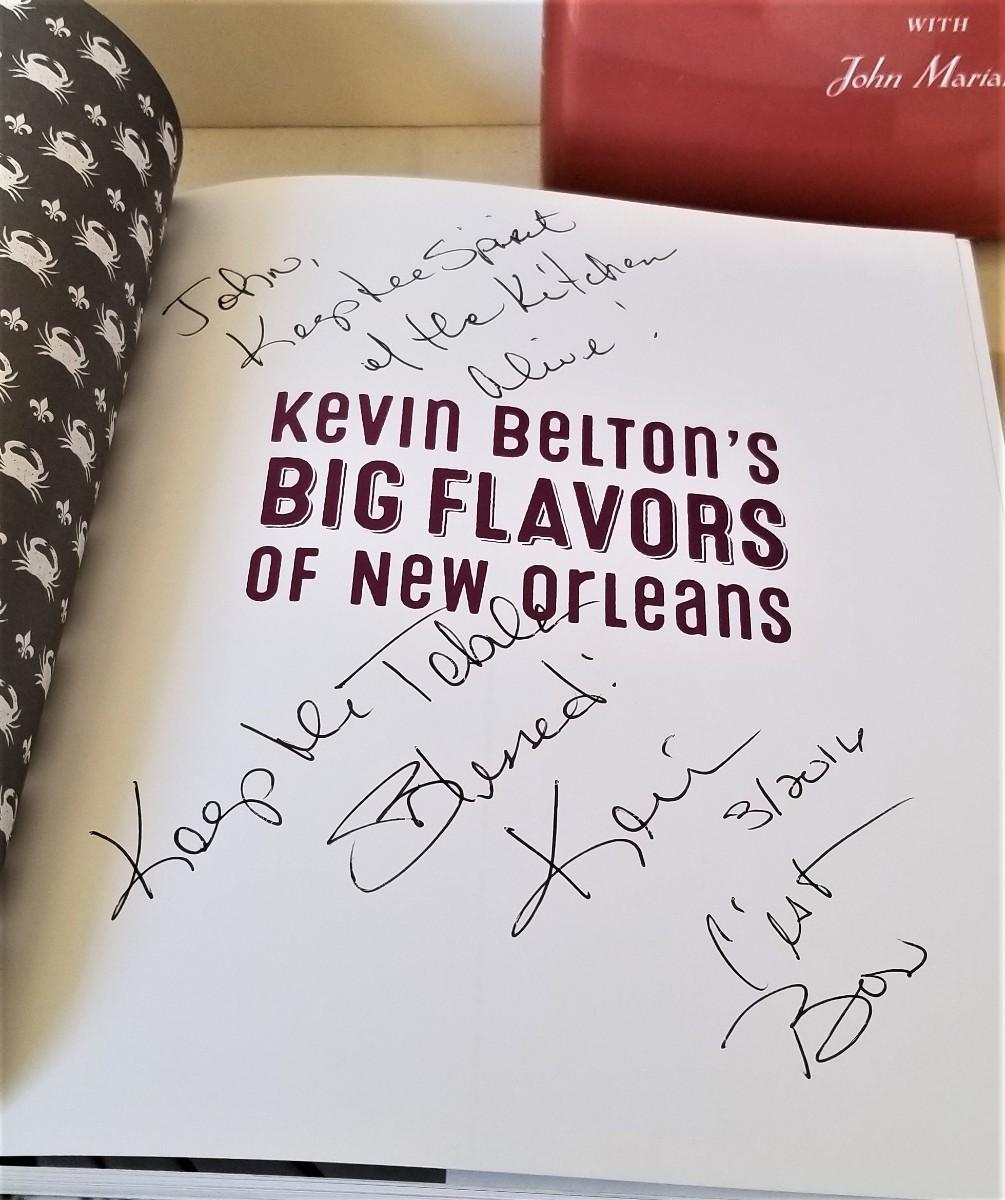 WITH
John Maria
John,
Keep the Spirit
of the Kitchen
Alive!
KEVIN BELTON'S
BIG FLAVORS
OF NEW ORLEANS
Keep the Table
Blessed!
Kevin
3/2016
C'est
Bon